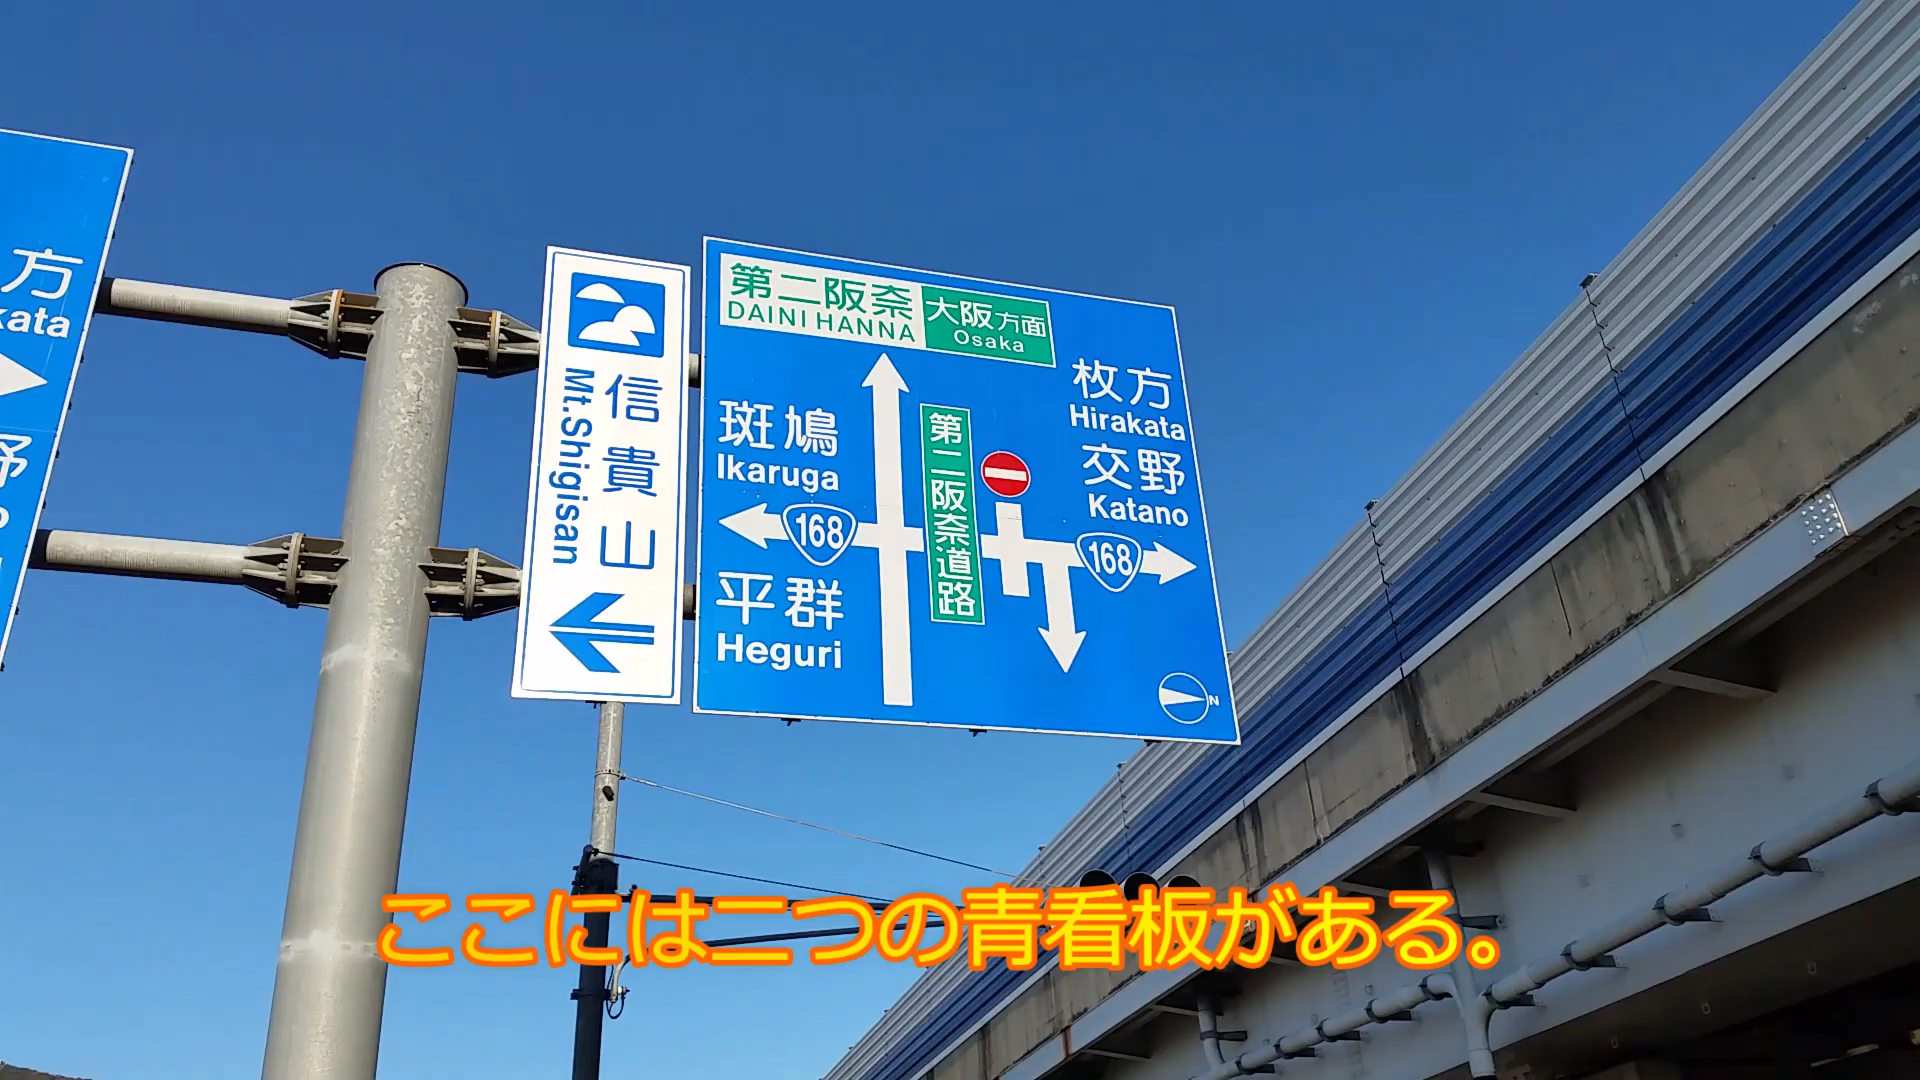 方
kata
野
信貴山
Mt.Shigisan
第二阪奈
DAINI HANNA
大阪方面
Osaka
枚方
Hirakata
交野
Katano
斑鳩
Ikaruga
168
平群
Heguri
第二阪奈道路
168
N
ここには二つの青看板がある。